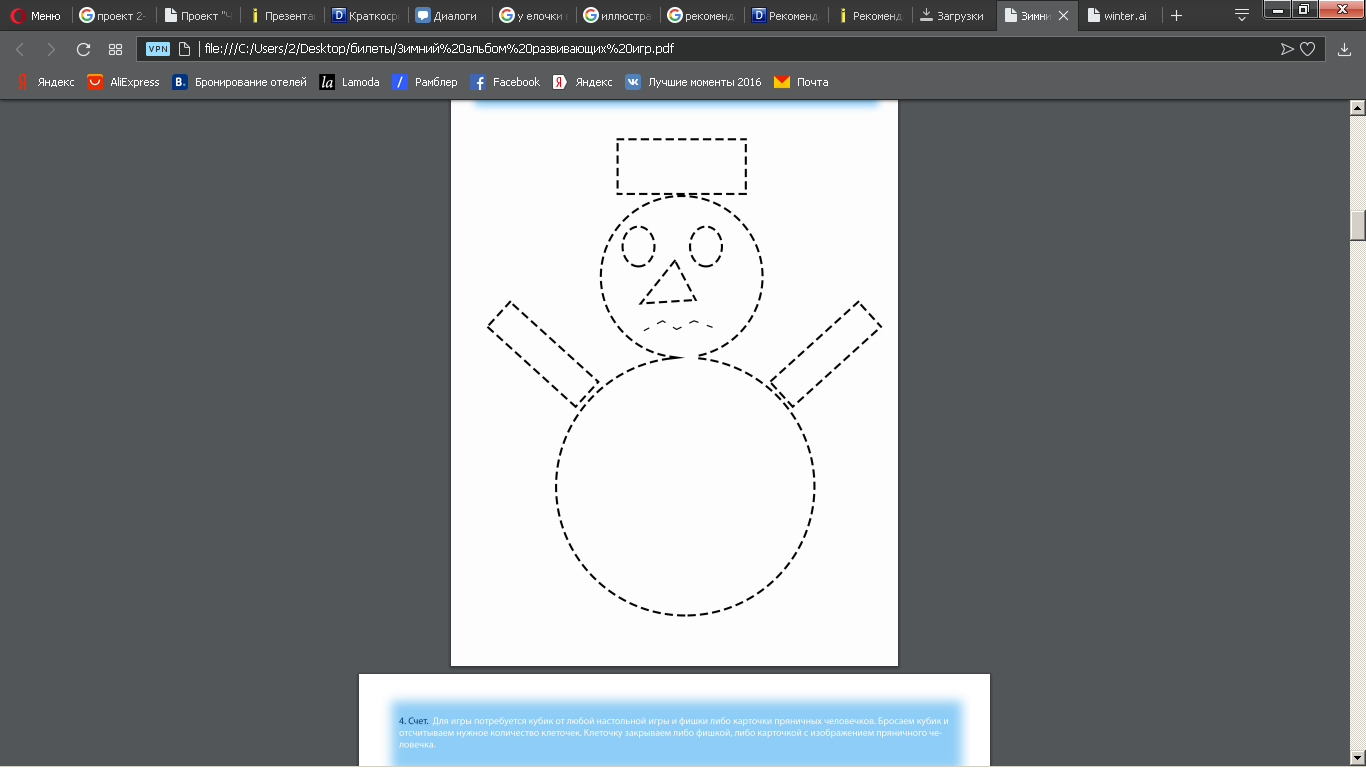 Меню
проект 2-
Проект "Ч
Презента
Краткоср
Диалоги
у елочки
иллюстра
рекоменд
Рекоменд
Рекоменд
Загрузки
Зимни
winter.ai
VPN
file:///C:/Users/2/Desktop/билеты/Зимний%20альбом%20развивающих%20игр.pdf
Яндекс
AliExpress
B. Бронирование отелей
la Lamoda
Рамблер
Facebook
Я Яндекс
Лучшие моменты 2016
Почта
4. Счет. Для игры потребуется кубик от любой настольной игры и фишки либо карточки пряничных человечков. Бросаем кубик и
отсчитываем нужное количество клеточек. Клеточку закрываем либо фишкой, либо карточкой с изображением пряничного че-
ловечка.